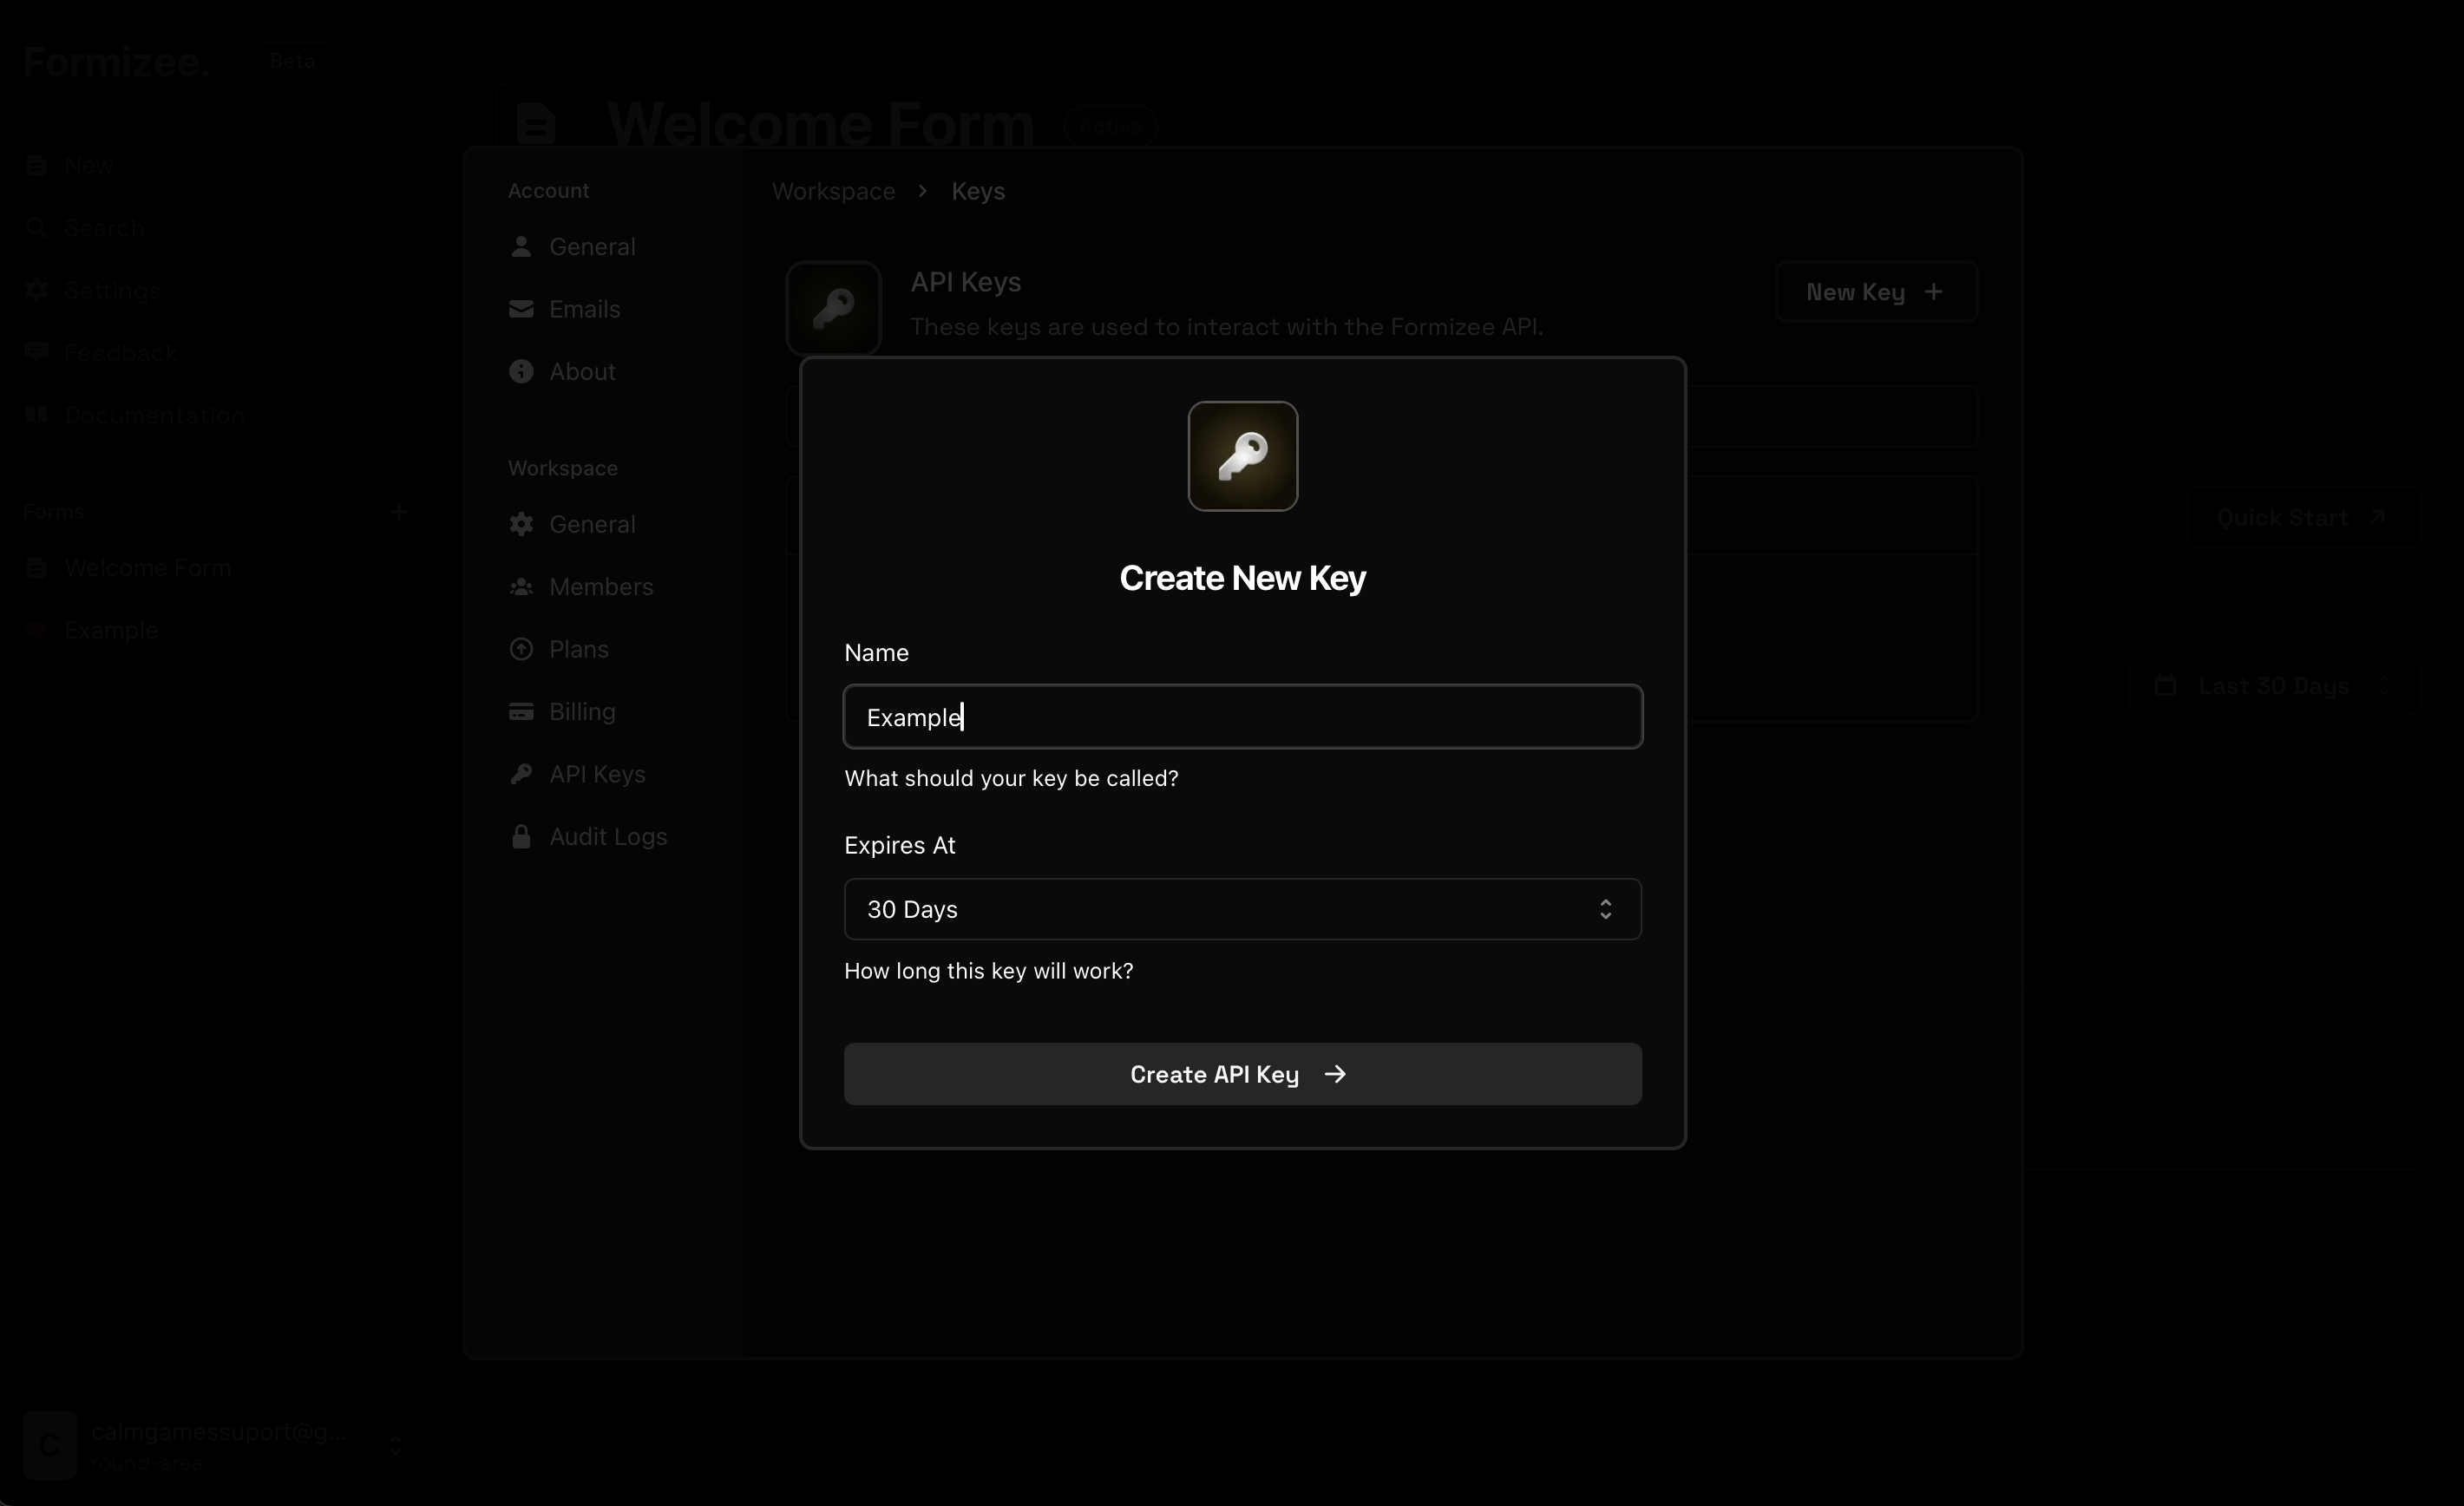 Formizee.
Beta
New
Search
Settings
Feedback
Documentation
Forms
Welcome Form
Example
C
calmgamessuport@g...
round-area
Welcome Form
Active
Quick Start
Last 30 Days
Account
General
Emails
About
Workspace
General
Members
Plans
Billing
API Keys
Audit Logs
Workspace > Keys
API Keys
These keys are used to interact with the Formizee API.
New Key +
Create New Key
Name
Example
What should your key be called?
Expires At
30 Days
How long this key will work?
Create API Key →